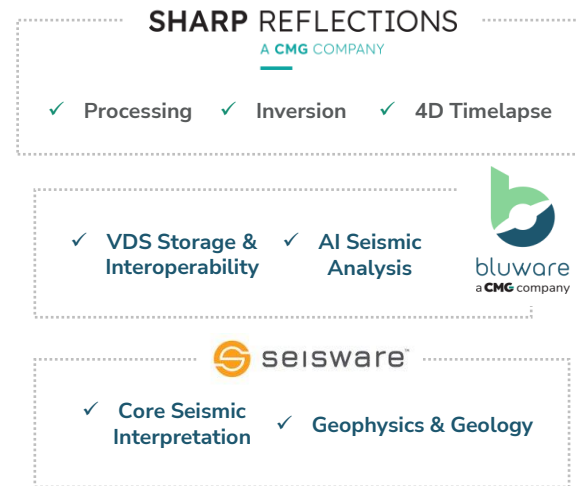 SHARP REFLECTIONS
A CMG COMPANY
✓ Processing ✓ Inversion ✓ 4D Timelapse
✓ VDS Storage & Interoperability ✓ AI Seismic Analysis
bluware
a CMG company
seisware™
✓ Core Seismic Interpretation ✓ Geophysics & Geology